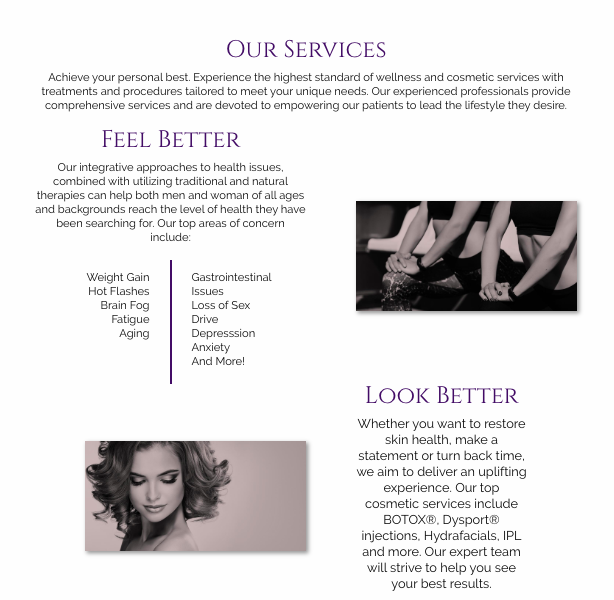 Our Services
Achieve your personal best. Experience the highest standard of wellness and cosmetic services with
treatments and procedures tailored to meet your unique needs. Our experienced professionals provide
comprehensive services and are devoted to empowering our patients to lead the lifestyle they desire.
Feel Better
Our integrative approaches to health issues,
combined with utilizing traditional and natural
therapies can help both men and woman of all ages
and backgrounds reach the level of health they have
been searching for. Our top areas of concern
include:
Weight Gain
Hot Flashes
Brain Fog
Fatigue
Aging
Gastrointestinal
Issues
Loss of Sex
Drive
Depresssion
Anxiety
And More!
Look Better
Whether you want to restore
skin health, make a
statement or turn back time,
we aim to deliver an uplifting
experience. Our top
cosmetic services include
BOTOX®, Dysport®
injections, Hydrafacials, IPL
and more. Our expert team
will strive to help you see
your best results.